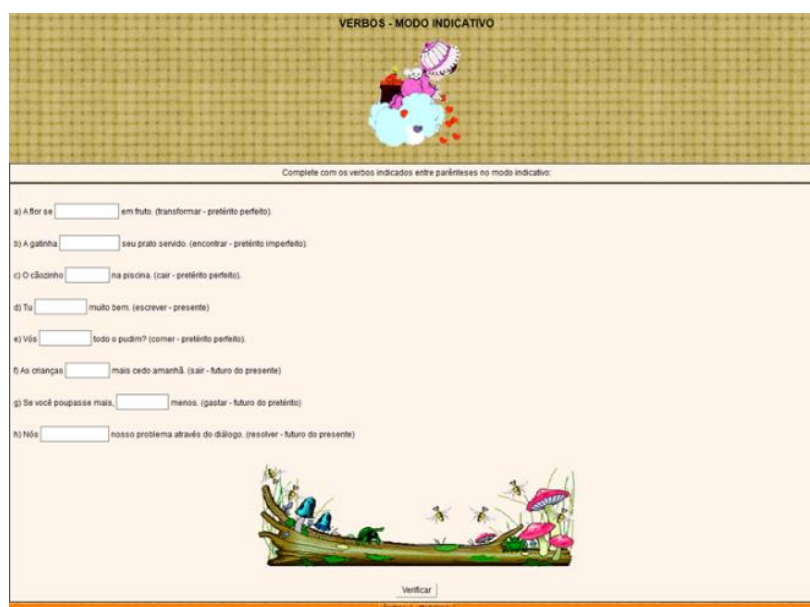 VERBOS - MODO INDICATIVO
Complete com os verbos indicados entre parênteses no modo indicativo:
a) A flor se em fruto. (transformar - pretérito perfeito).
b) A gatinha seu prato servido. (encontrar - pretérito imperfeito).
c) O cãozinho na piscina. (cair - pretérito perfeito).
d) Tu muito bem. (escrever - presente)
e) Vós todo o pudim? (comer - pretérito perfeito).
f) As crianças mais cedo amanhã. (sair - futuro do presente)
g) Se você poupasse mais, menos. (gastar - futuro do pretérito)
h) Nós nosso problema através do diálogo. (resolver - futuro do presente)
Verificar